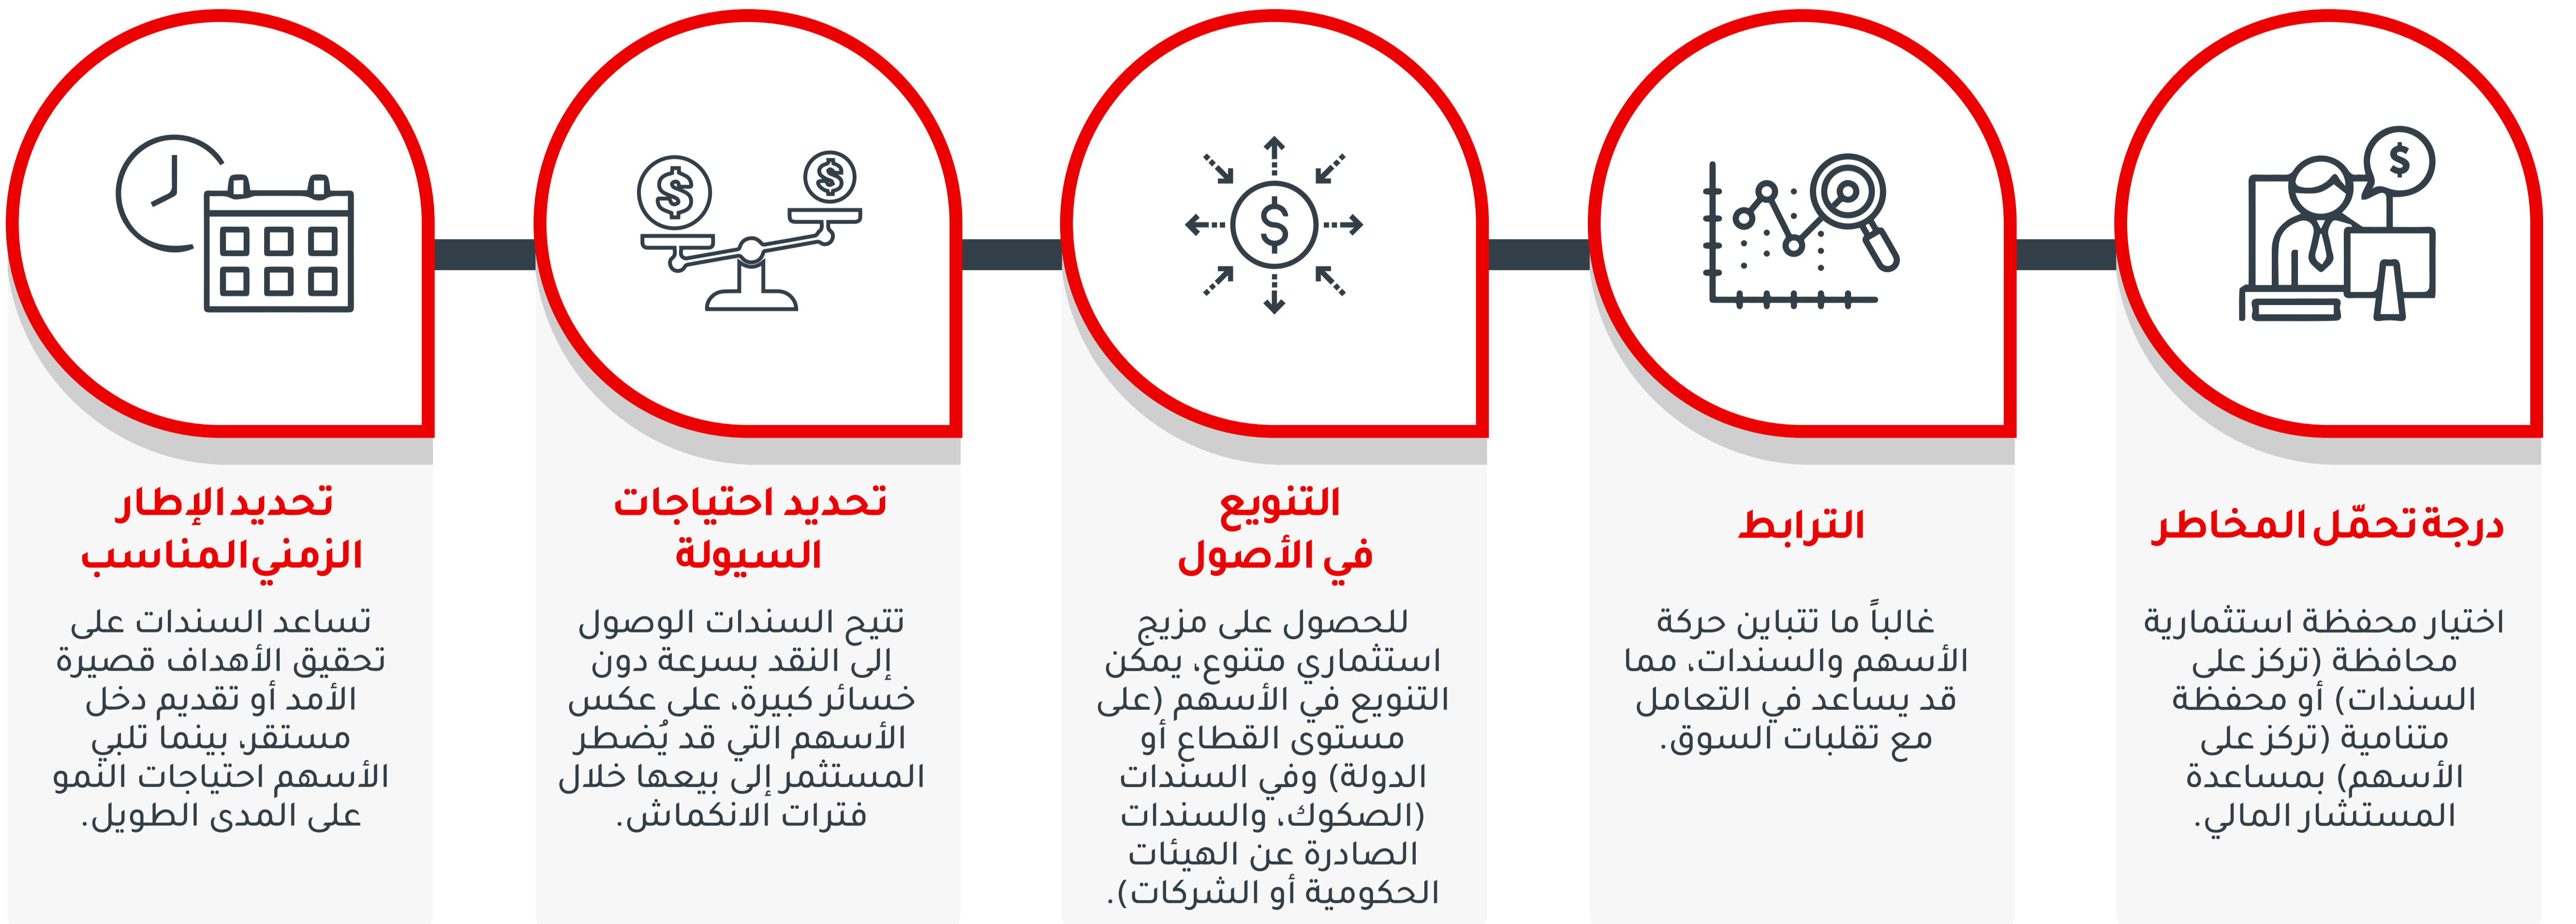 درجة تحمّل المخاطر
اختيار محفظة استثمارية
محافظة (تركز على
السندات) أو محفظة
متنامية (تركز على
الأسهم) بمساعدة
المستشار المالي.
الترابط
غالباً ما تتباين حركة
الأسهم والسندات، مما
قد يساعد في التعامل
مع تقلبات السوق.
التنويع
في الأصول
للحصول على مزيج
استثماري متنوع، يمكن
التنويع في الأسهم (على
مستوى القطاع أو
الدولة) وفي السندات
(الصكوك، والسندات
الصادرة عن الهيئات
الحكومية أو الشركات).
تحديد احتياجات
السيولة
تتيح السندات الوصول
إلى النقد بسرعة دون
خسائر كبيرة، على عكس
الأسهم التي قد يُضطر
المستثمر إلى بيعها خلال
فترات الانكماش.
تحديد الإطار
الزمني المناسب
تساعد السندات على
تحقيق الأهداف قصيرة
الأمد أو تقديم دخل
مستقر، بينما تلبي
الأسهم احتياجات النمو
على المدى الطويل.